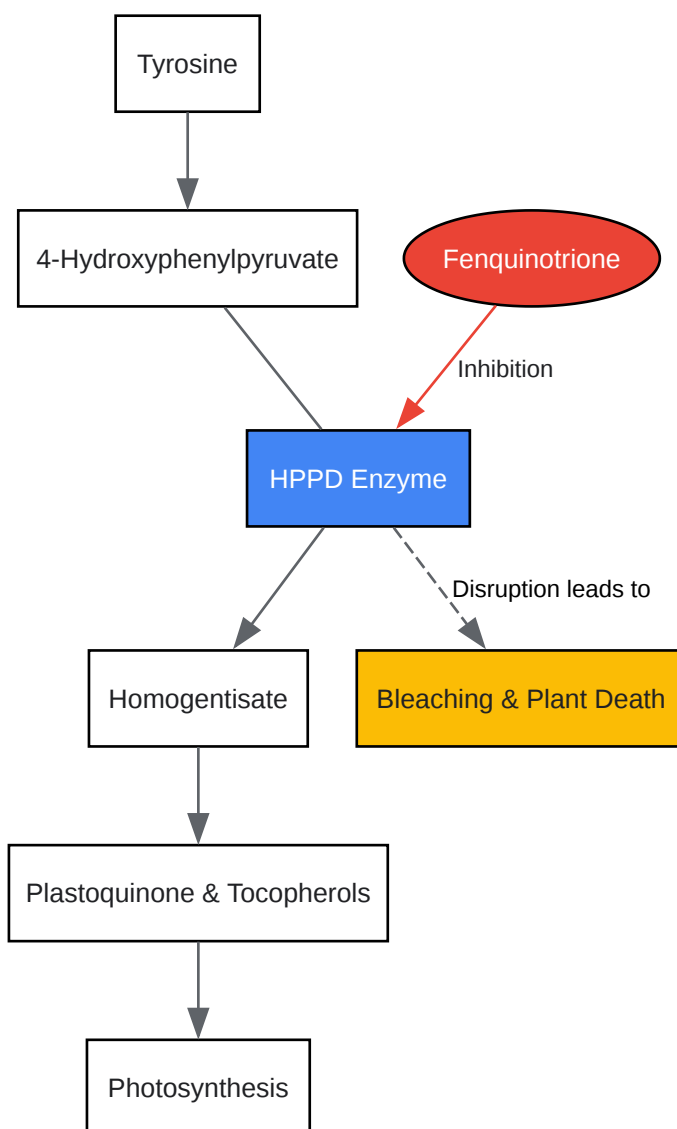 Tyrosine
4-Hydroxyphenylpyruvate
Fenquinotrione
Inhibition
HPPD Enzyme
Disruption leads to
Homogentisate
Bleaching & Plant Death
Plastoquinone & Tocopherols
Photosynthesis